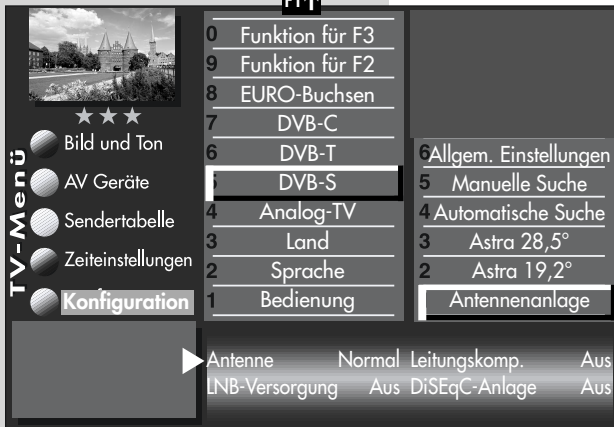 TV-Menü
Bild und Ton
AV Geräte
Sendertabelle
Zeiteinstellungen
Konfiguration
0 Funktion für F3
9 Funktion für F2
8 EURO-Buchsen
7 DVB-C
6 DVB-T
DVB-S
4 Analog-TV
3 Land
2 Sprache
1 Bedienung
6 Allgem. Einstellungen
5 Manuelle Suche
4 Automatische Suche
3 Astra 28,5°
2 Astra 19,2°
Antennenanlage
Antenne Normal Leitungskomp. Aus
LNB-Versorgung Aus DiSEqC-Anlage Aus